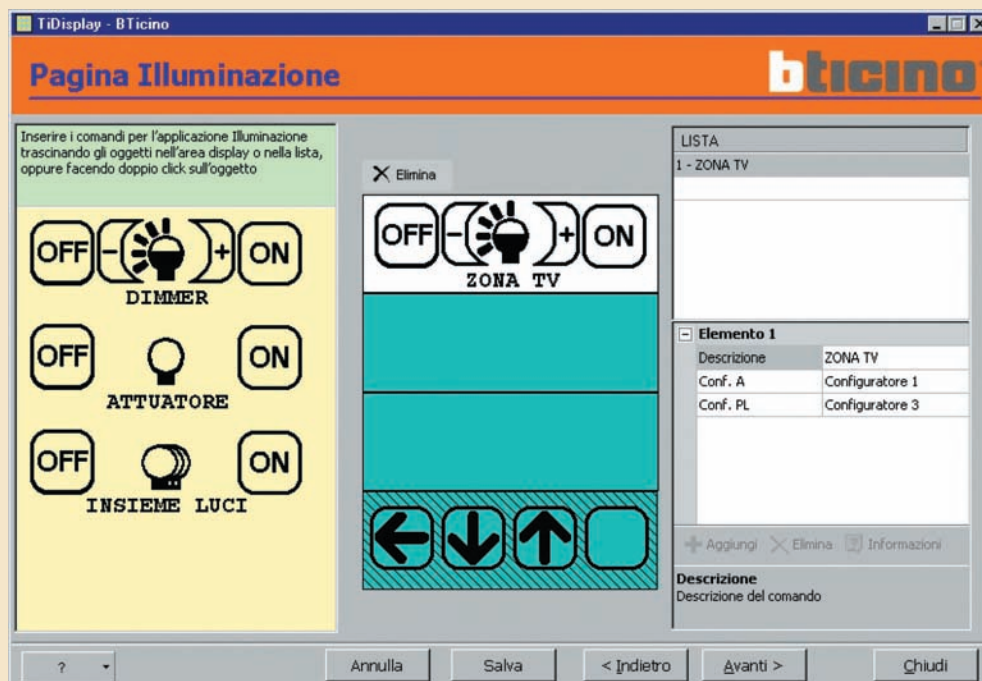 TiDisplay - BTicino
Pagina Illuminazione
bticino
Inserire i comandi per l'applicazione Illuminazione
trascinando gli oggetti nell'area display o nella lista,
oppure facendo doppio click sull'oggetto
OFF - + ON
DIMMER
OFF ON
ATTUATORE
OFF ON
INSIEME LUCI
Elimina
OFF - + ON
ZONA TV
LISTA
1 - ZONA TV
Elemento 1
Descrizione ZONA TV
Conf. A Configuratore 1
Conf. PL Configuratore 3
Aggiungi Elimina Informazioni
Descrizione
Descrizione del comando
? Annulla Salva < Indietro Avanti > Chiudi